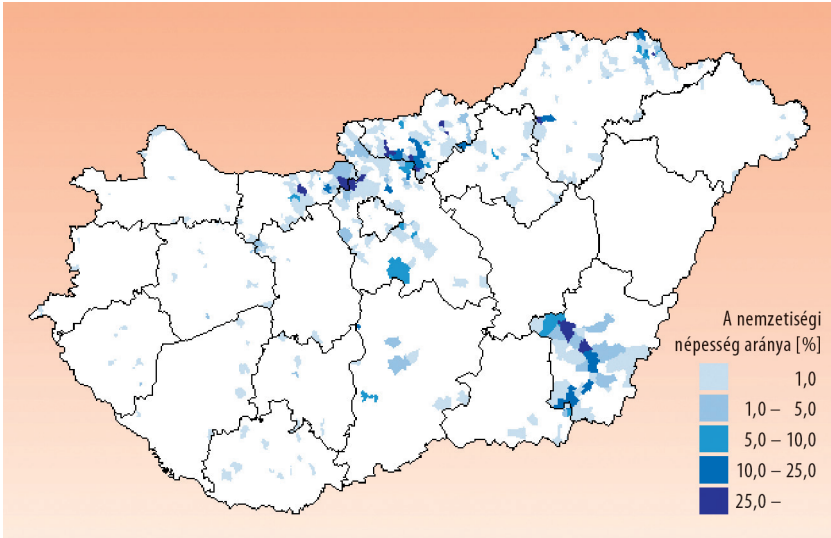 A nemzetiségi
népesség aránya [%]
1,0
1,0 – 5,0
5,0 – 10,0
10,0 – 25,0
25,0 –